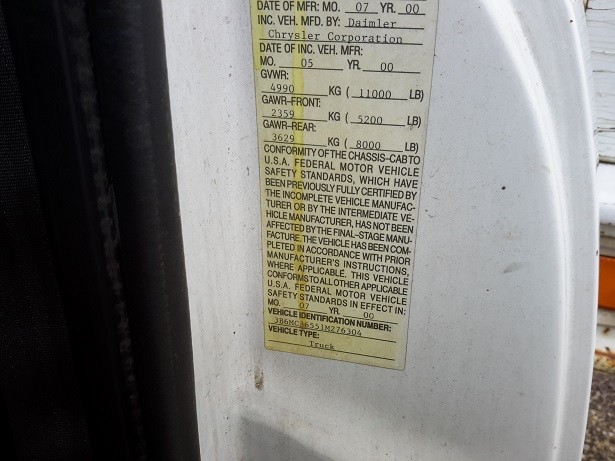 DATE OF MFR: MO. 07 YR. 00
INC. VEH. MFD. BY: Daimler
Chrysler Corporation
DATE OF INC. VEH. MFR:
MO. 05 YR. 00
GVWR:
4990 KG ( 11000 LB)
GAWR-FRONT:
2359 KG ( 5200 LB)
GAWR-REAR:
3629 KG ( 8000 LB)
CONFORMITY OF THE CHASSIS-CAB TO
U.S.A. FEDERAL MOTOR VEHICLE
SAFETY STANDARDS, WHICH HAVE
BEEN PREVIOUSLY FULLY CERTIFIED BY
THE INCOMPLETE VEHICLE MANUFAC-
TURER OR BY THE INTERMEDIATE VE-
HICLE MANUFACTURER, HAS NOT BEEN
AFFECTED BY THE FINAL-STAGE MANU-
FACTURE. THE VEHICLE HAS BEEN COM-
PLETED IN ACCORDANCE WITH PRIOR
MANUFACTURER'S INSTRUCTIONS,
WHERE APPLICABLE. THIS VEHICLE
CONFORMS TO ALL OTHER APPLICABLE
U.S.A. FEDERAL MOTOR VEHICLE
SAFETY STANDARDS IN EFFECT IN:
MO. 07 YR. 00
VEHICLE IDENTIFICATION NUMBER:
3B6MC36551M276304
VEHICLE TYPE:
Truck